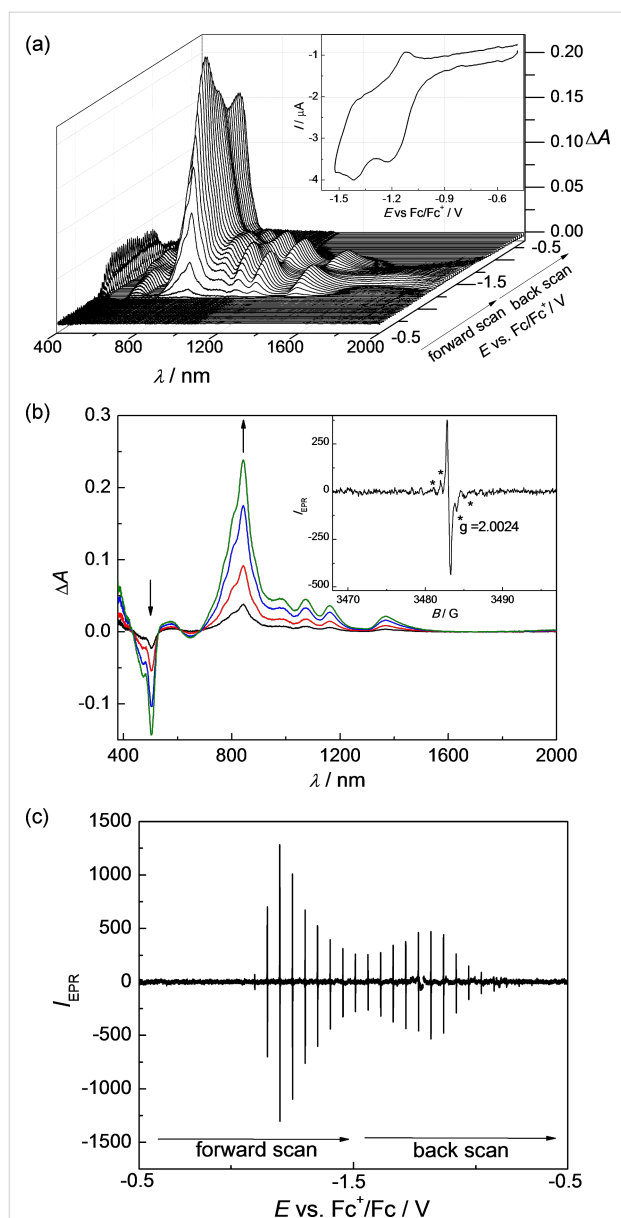 (a)
-1
-2
-3
-4
I / µA
-1.5
-1.2
-0.9
-0.6
E vs Fc/Fc⁺ / V
0.20
0.15
ΔA
0.10
0.05
0.00
-0.5
-1.5
-0.5
forward scan back scan
E vs. Fc/Fc⁺ / V
400
800
1200
1600
2000
λ / nm
(b)
0.3
0.2
0.1
0.0
-0.1
ΔA
400
800
1200
1600
2000
λ / nm
250
0
-250
-500
I EPR
* * * *
g =2.0024
3470
3480
3490
B / G
(c)
1500
1000
500
0
-500
-1000
-1500
I EPR
forward scan
back scan
-0.5
-1.5
-0.5
E vs. Fc⁺/Fc / V